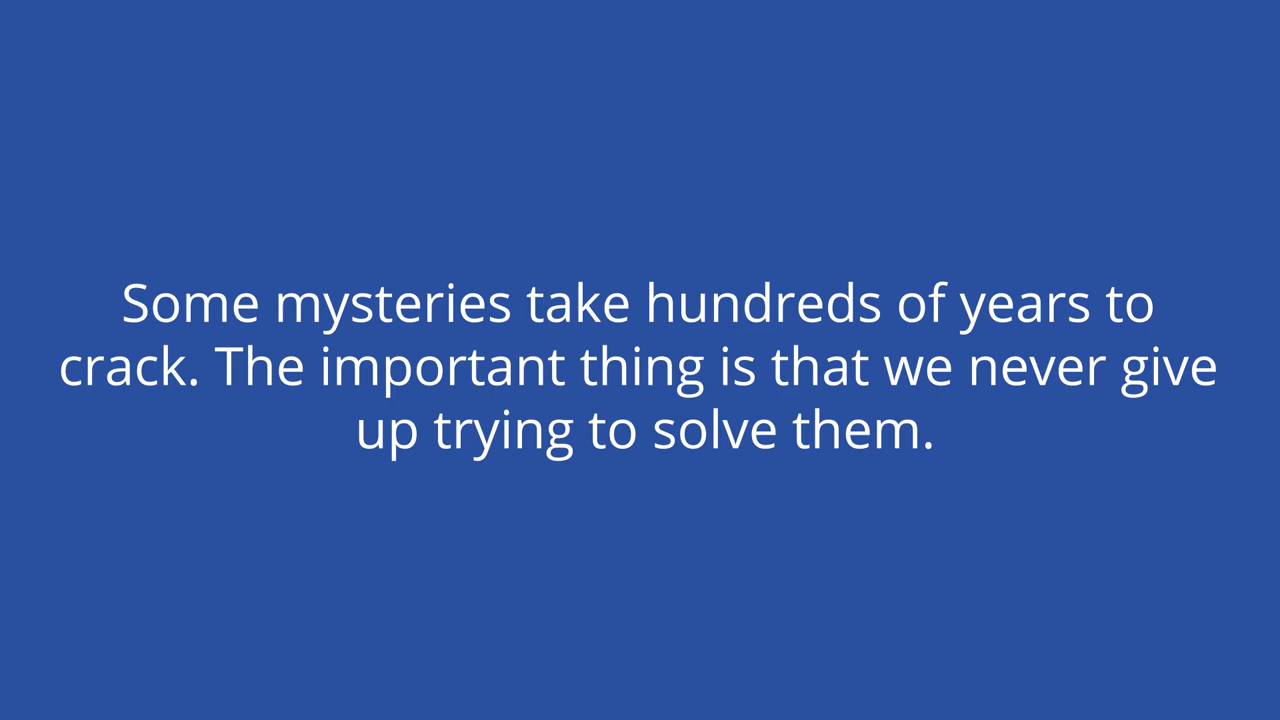 Some mysteries take hundreds of years to
crack. The important thing is that we never give
up trying to solve them.